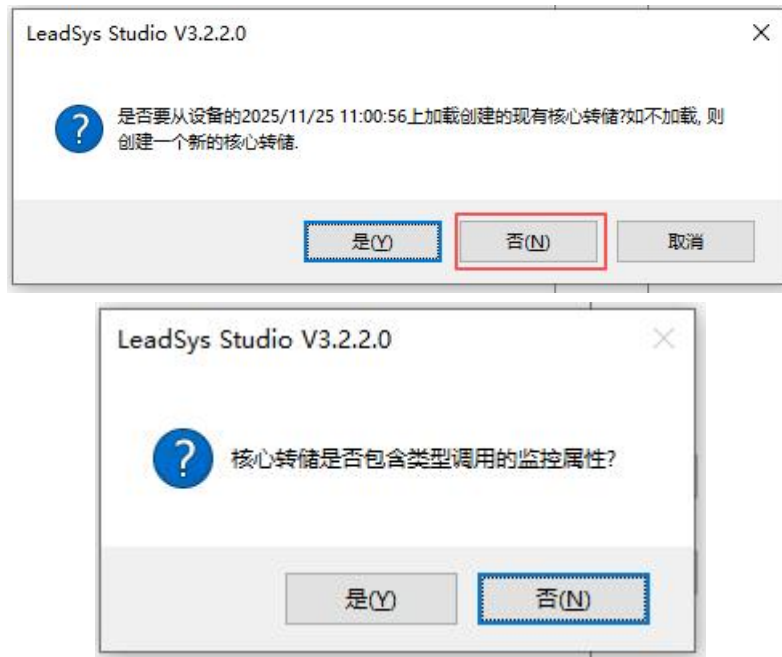 LeadSys Studio V3.2.2.0
是否要从设备的2025/11/25 11:00:56上加载创建的现有核心转储?如不加载, 则
创建一个新的核心转储.
是(Y)
否(N)
取消
LeadSys Studio V3.2.2.0
核心转储是否包含类型调用的监控属性?
是(Y)
否(N)